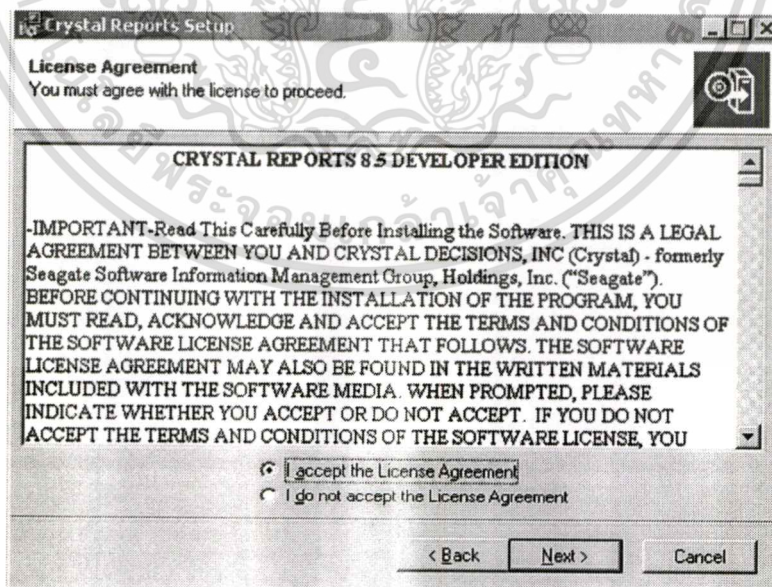 Crystal Reports Setup
License Agreement
You must agree with the license to proceed.
CRYSTAL REPORTS 8.5 DEVELOPER EDITION
-IMPORTANT-Read This Carefully Before Installing the Software. THIS IS A LEGAL
AGREEMENT BETWEEN YOU AND CRYSTAL DECISIONS, INC (Crystal) - formerly
Seagate Software Information Management Group, Holdings, Inc. ("Seagate").
BEFORE CONTINUING WITH THE INSTALLATION OF THE PROGRAM, YOU
MUST READ, ACKNOWLEDGE AND ACCEPT THE TERMS AND CONDITIONS OF
THE SOFTWARE LICENSE AGREEMENT THAT FOLLOWS. THE SOFTWARE
LICENSE AGREEMENT MAY ALSO BE FOUND IN THE WRITTEN MATERIALS
INCLUDED WITH THE SOFTWARE MEDIA. WHEN PROMPTED, PLEASE
INDICATE WHETHER YOU ACCEPT OR DO NOT ACCEPT. IF YOU DO NOT
ACCEPT THE TERMS AND CONDITIONS OF THE SOFTWARE LICENSE, YOU
I accept the License Agreement
I do not accept the License Agreement
< Back Next > Cancel